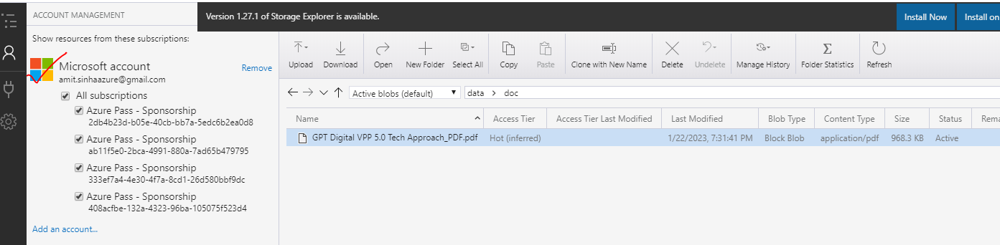 ACCOUNT MANAGEMENT
Version 1.27.1 of Storage Explorer is available.
Install Now
Install on
Show resources from these subscriptions:
Microsoft account
Remove
amit.sinhaazure@gmail.com
All subscriptions
Azure Pass - Sponsorship
2db4b23d-b05e-40cb-bb7a-5edc6b2ea0d8
Azure Pass - Sponsorship
ab11f5e0-2bca-4991-880a-7ad65b479795
Azure Pass - Sponsorship
333ef7a4-4e30-4f7a-8cd1-26d580bbf9dc
Azure Pass - Sponsorship
408acfbe-132a-4323-96ba-105075f523d4
Add an account...
Upload
Download
Open
New Folder
Select All
Copy
Paste
Clone with New Name
Delete
Undelete
Manage History
Folder Statistics
Refresh
Active blobs (default)
data > doc
Name Access Tier Access Tier Last Modified Last Modified Blob Type Content Type Size Status Rema
GPT Digital VPP 5.0 Tech Approach_PDF.pdf Hot (inferred) 1/22/2023, 7:31:41 PM Block Blob application/pdf 968.3 KB Active